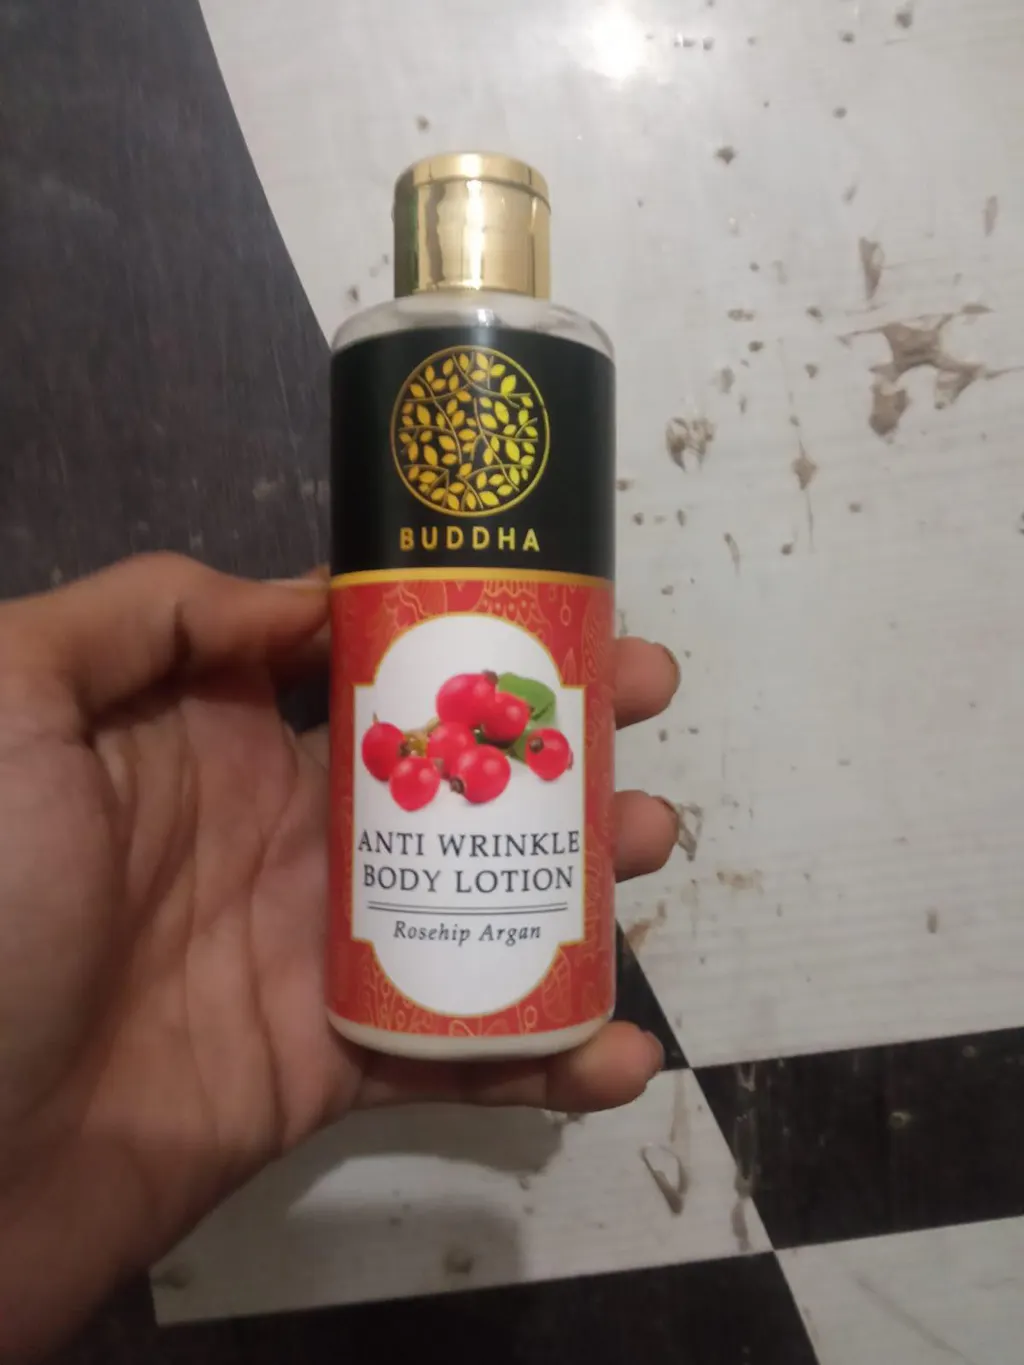 BUDDHA
ANTI WRINKLE
BODY LOTION
Rosehip Argan